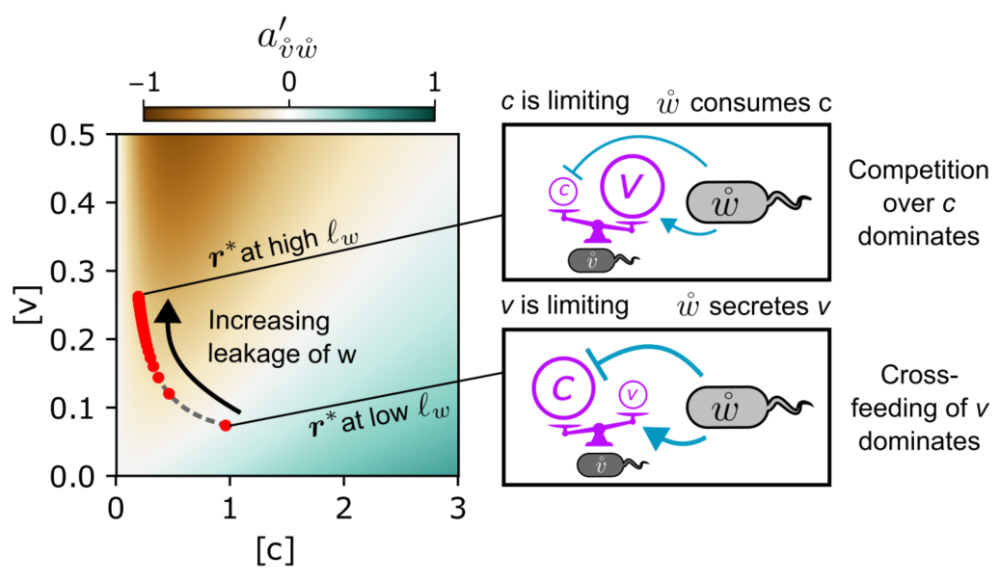 a′v̊ẘ
−1 0 1
0.5
0.4
0.3
0.2
0.1
0.0
[v]
0 1 2 3
[c]
r* at high ℓw
Increasing
leakage of w
r* at low ℓw
c is limiting ẘ consumes c
c
v
ẘ
v̊
Competition
over c
dominates
v is limiting ẘ secretes v
c
v
ẘ
v̊
Cross-
feeding of v
dominates